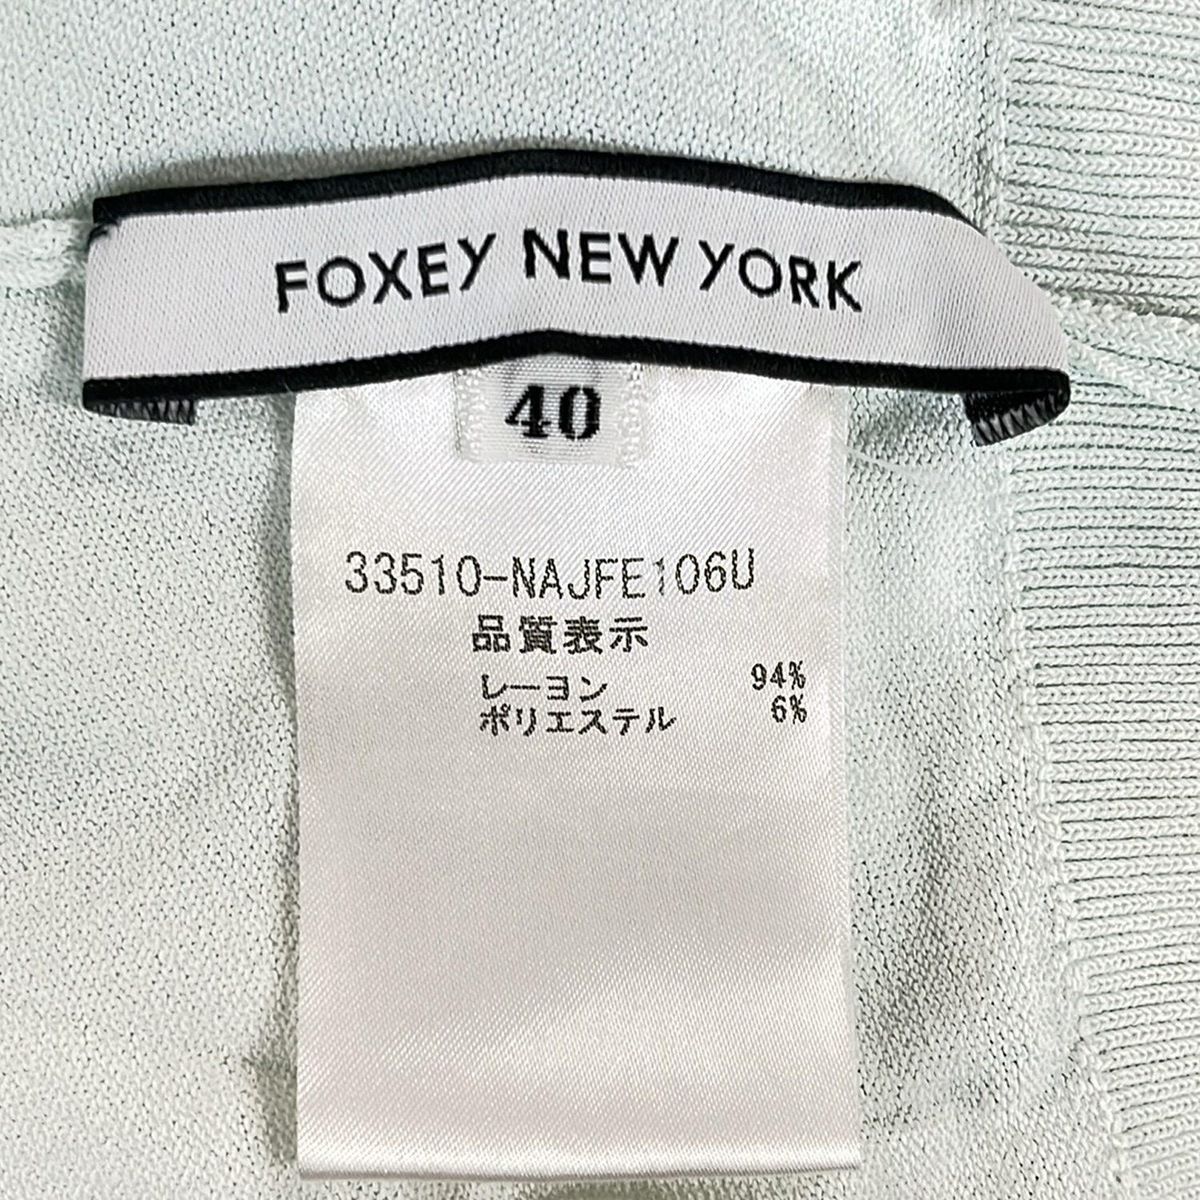 FOXEY NEW YORK
40
33510-NAJFE106U
品質表示
レーヨン 94%
ポリエステル 6%